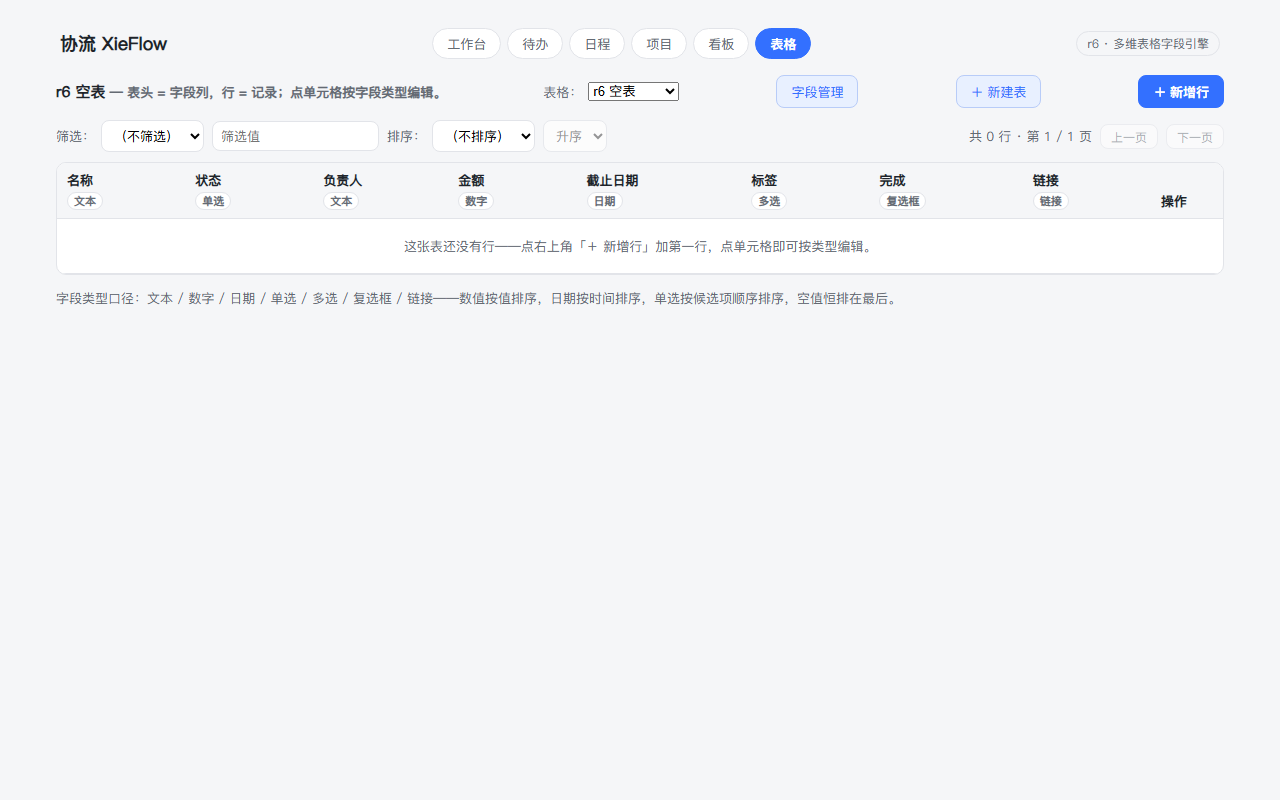 协流 XieFlow 工作台 待办 日程 项目 看板 表格 r6 · 多维表格字段引擎
r6 空表 — 表头 = 字段列，行 = 记录；点单元格按字段类型编辑。 表格： r6 空表 字段管理 ＋ 新建表 ＋ 新增行
筛选： （不筛选） 筛选值 排序： （不排序） 升序 共 0 行 · 第 1 / 1 页 上一页 下一页
名称 状态 负责人 金额 截止日期 标签 完成 链接
文本 单选 文本 数字 日期 多选 复选框 链接 操作
这张表还没有行——点右上角「＋ 新增行」加第一行，点单元格即可按类型编辑。
字段类型口径：文本 / 数字 / 日期 / 单选 / 多选 / 复选框 / 链接——数值按值排序，日期按时间排序，单选按候选项顺序排序，空值恒排在最后。